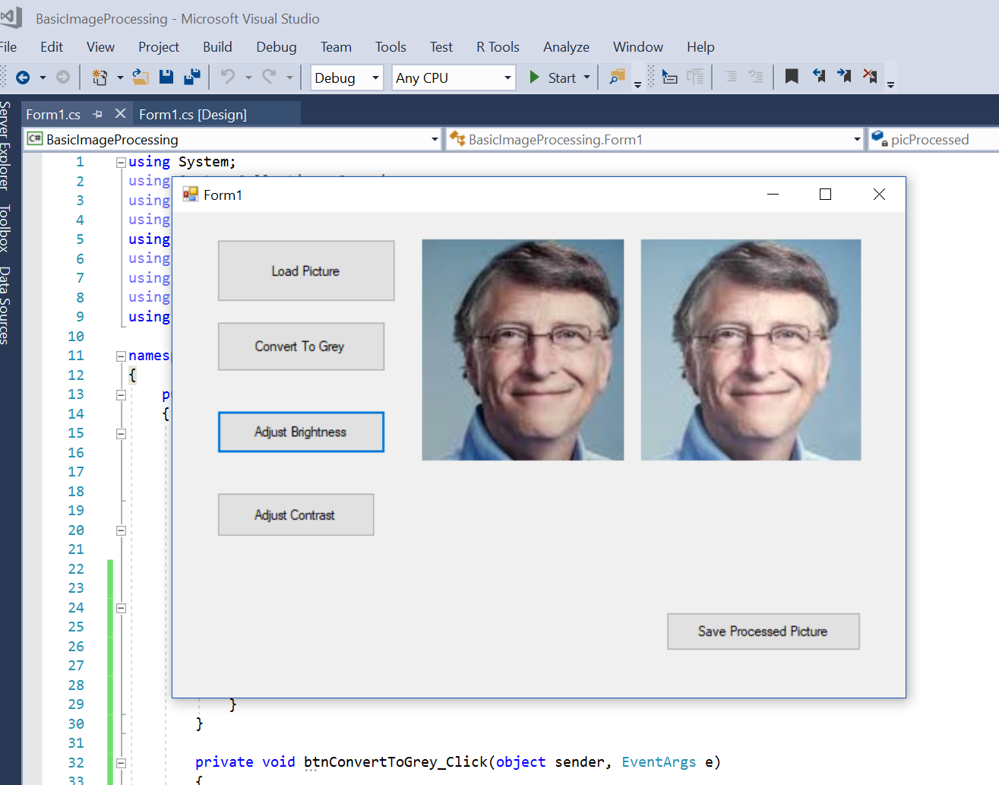 BasicImageProcessing - Microsoft Visual Studio
File Edit View Project Build Debug Team Tools Test R Tools Analyze Window Help
Debug Any CPU Start
Server Explorer
Toolbox
Data Sources
Form1.cs Form1.cs [Design]
C# BasicImageProcessing BasicImageProcessing.Form1 picProcessed
1 using System;
2 using
3 using
4 using
5 using
6 using
7 using
8 using
9 using
10
11 namesp
12 {
13
14 {
15
16
17
18
19
20
21
22
23
24
25
26
27
28
29 }
30 }
31
32 private void btnConvertToGrey_Click(object sender, EventArgs e)
33 {
Form1
Load Picture
Convert To Grey
Adjust Brightness
Adjust Contrast
Save Processed Picture